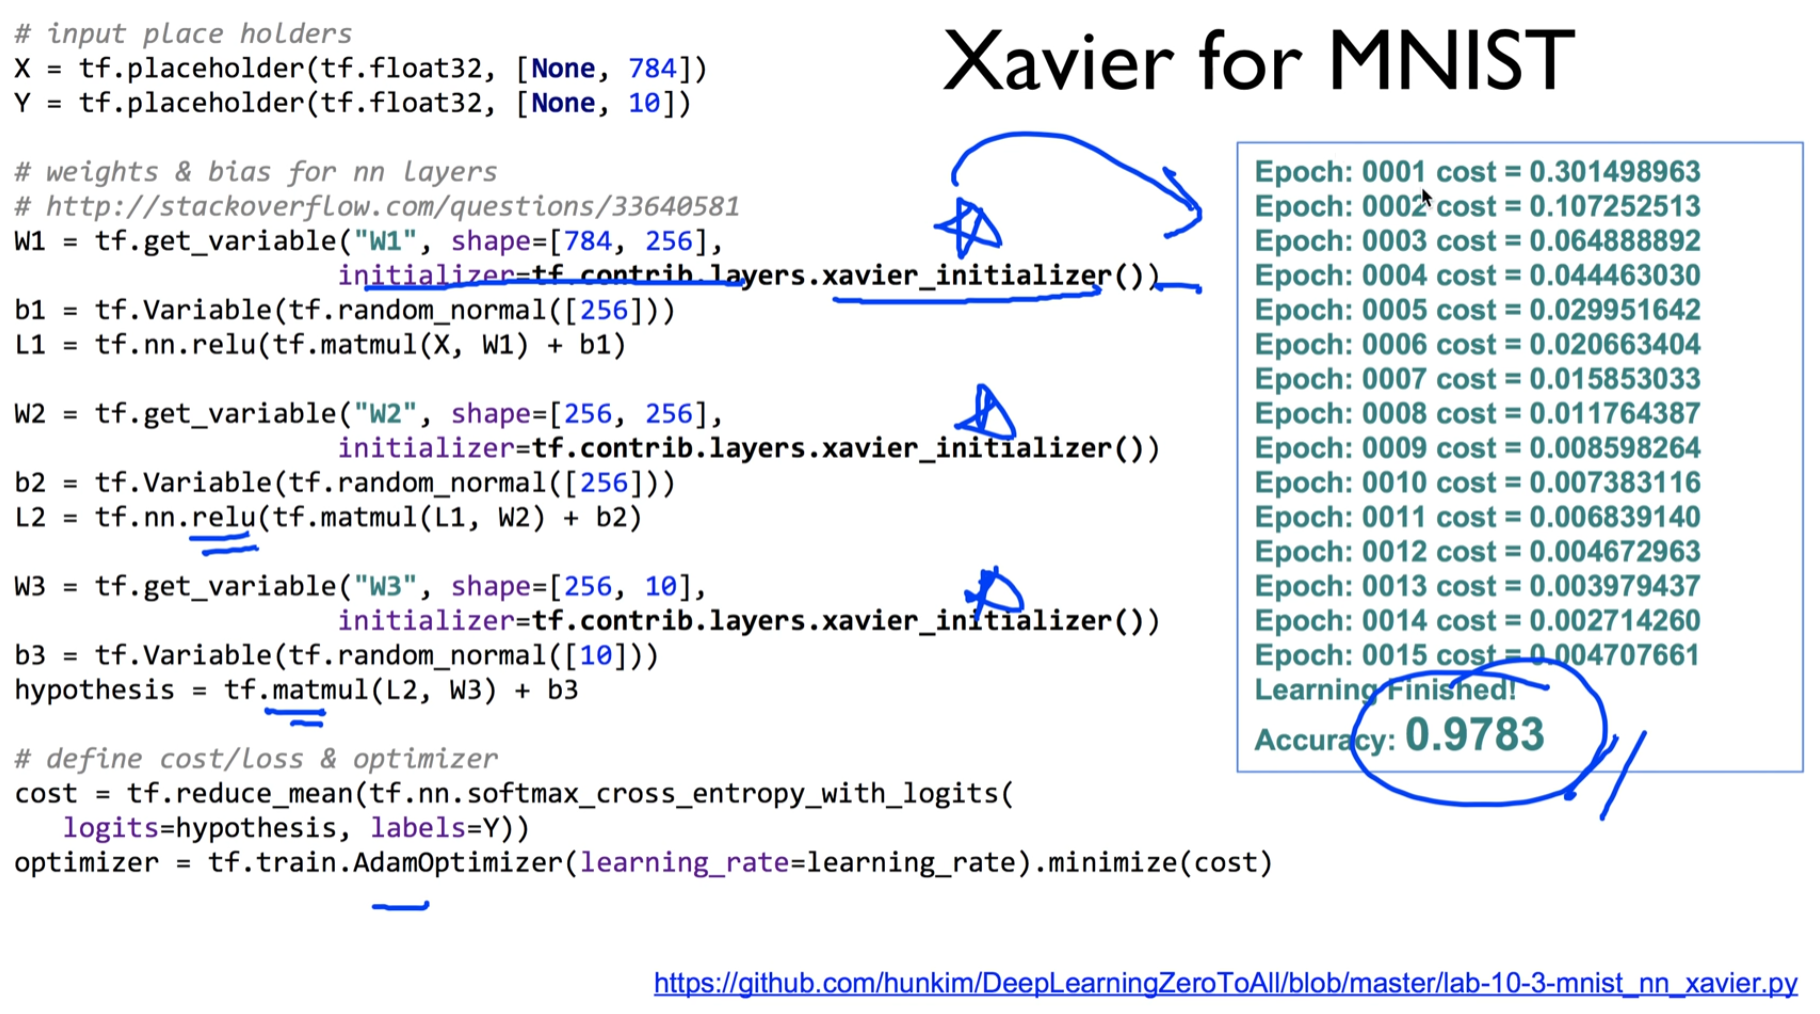 # input place holders
X = tf.placeholder(tf.float32, [None, 784])
Y = tf.placeholder(tf.float32, [None, 10])
# weights & bias for nn layers
# http://stackoverflow.com/questions/33640581
W1 = tf.get_variable("W1", shape=[784, 256],
initializer=tf.contrib.layers.xavier_initializer())
b1 = tf.Variable(tf.random_normal([256]))
L1 = tf.nn.relu(tf.matmul(X, W1) + b1)
W2 = tf.get_variable("W2", shape=[256, 256],
initializer=tf.contrib.layers.xavier_initializer())
b2 = tf.Variable(tf.random_normal([256]))
L2 = tf.nn.relu(tf.matmul(L1, W2) + b2)
W3 = tf.get_variable("W3", shape=[256, 10],
initializer=tf.contrib.layers.xavier_initializer())
b3 = tf.Variable(tf.random_normal([10]))
hypothesis = tf.matmul(L2, W3) + b3
# define cost/loss & optimizer
cost = tf.reduce_mean(tf.nn.softmax_cross_entropy_with_logits(
logits=hypothesis, labels=Y))
optimizer = tf.train.AdamOptimizer(learning_rate=learning_rate).minimize(cost)
Xavier for MNIST
Epoch: 0001 cost = 0.301498963
Epoch: 0002 cost = 0.107252513
Epoch: 0003 cost = 0.064888892
Epoch: 0004 cost = 0.044463030
Epoch: 0005 cost = 0.029951642
Epoch: 0006 cost = 0.020663404
Epoch: 0007 cost = 0.015853033
Epoch: 0008 cost = 0.011764387
Epoch: 0009 cost = 0.008598264
Epoch: 0010 cost = 0.007383116
Epoch: 0011 cost = 0.006839140
Epoch: 0012 cost = 0.004672963
Epoch: 0013 cost = 0.003979437
Epoch: 0014 cost = 0.002714260
Epoch: 0015 cost = 0.004707661
Learning Finished!
Accuracy: 0.9783
https://github.com/hunkim/DeepLearningZeroToAll/blob/master/lab-10-3-mnist_nn_xavier.py